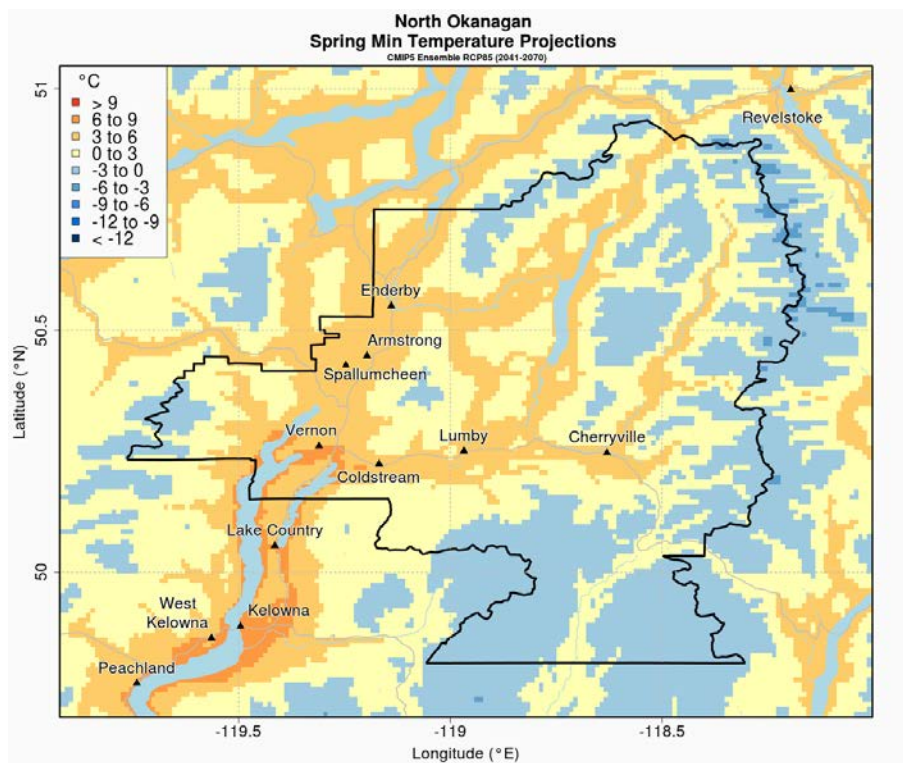 North Okanagan
Spring Min Temperature Projections
CMIP5 Ensemble RCP85 (2041-2070)
°C
> 9
6 to 9
3 to 6
0 to 3
-3 to 0
-6 to -3
-9 to -6
-12 to -9
< -12
51
50.5
50
Latitude (°N)
Revelstoke
Enderby
Armstrong
Spallumcheen
Vernon
Lumby
Cherryville
Coldstream
Lake Country
West
Kelowna
Kelowna
Peachland
-119.5
-119
-118.5
Longitude (°E)